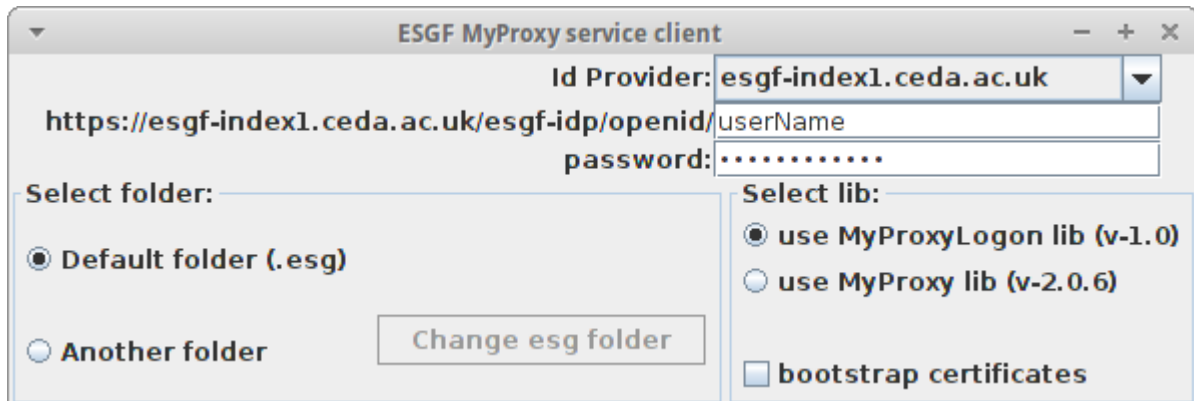 ESGF MyProxy service client
Id Provider: esgf-index1.ceda.ac.uk
https://esgf-index1.ceda.ac.uk/esgf-idp/openid/ userName
password: ••••••••••••
Select folder:
Default folder (.esg)
Another folder
Change esg folder
Select lib:
use MyProxyLogon lib (v-1.0)
use MyProxy lib (v-2.0.6)
bootstrap certificates